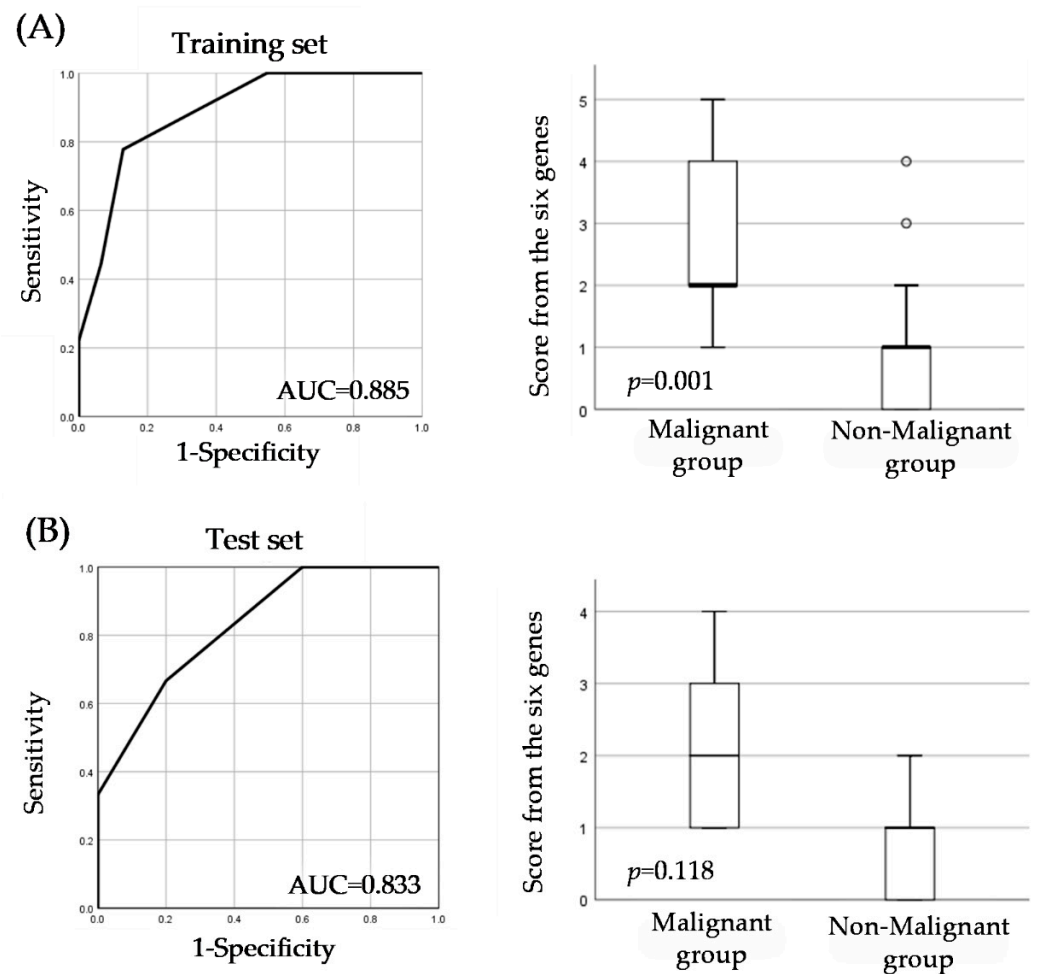 (A)
Training set
1.0
0.8
0.6
0.4
0.2
0.0
Sensitivity
AUC=0.885
0.0 0.2 0.4 0.6 0.8 1.0
1-Specificity
5
4
3
2
1
0
Score from the six genes
p=0.001
Malignant
group
Non-Malignant
group
(B)
Test set
1.0
0.8
0.6
0.4
0.2
0.0
Sensitivity
AUC=0.833
0.0 0.2 0.4 0.6 0.8 1.0
1-Specificity
4
3
2
1
0
Score from the six genes
p=0.118
Malignant
group
Non-Malignant
group